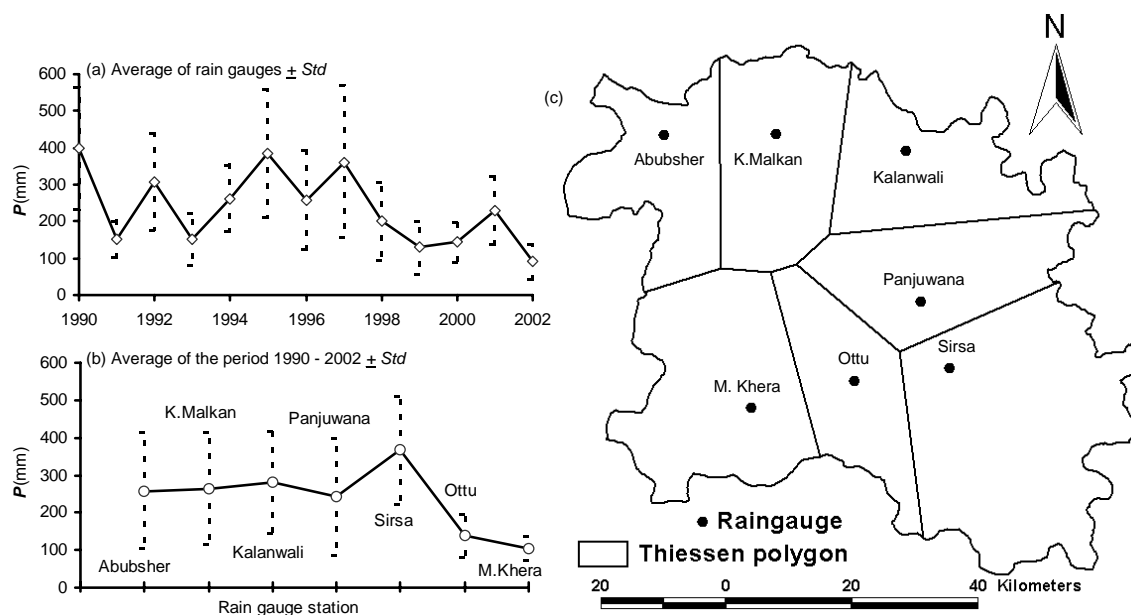 (a) Average of rain gauges ± Std
600
500
400
300
200
100
0
P(mm)
1990 1992 1994 1996 1998 2000 2002
(b) Average of the period 1990 - 2002 ± Std
600
500
400
300
200
100
0
P(mm)
K.Malkan
Panjuwana
Ottu
Sirsa
Kalanwali
Abubsher
M.Khera
Rain gauge station
(c)
N
Abubsher
K.Malkan
Kalanwali
Panjuwana
Sirsa
Ottu
M. Khera
Raingauge
Thiessen polygon
20 0 20 40 Kilometers